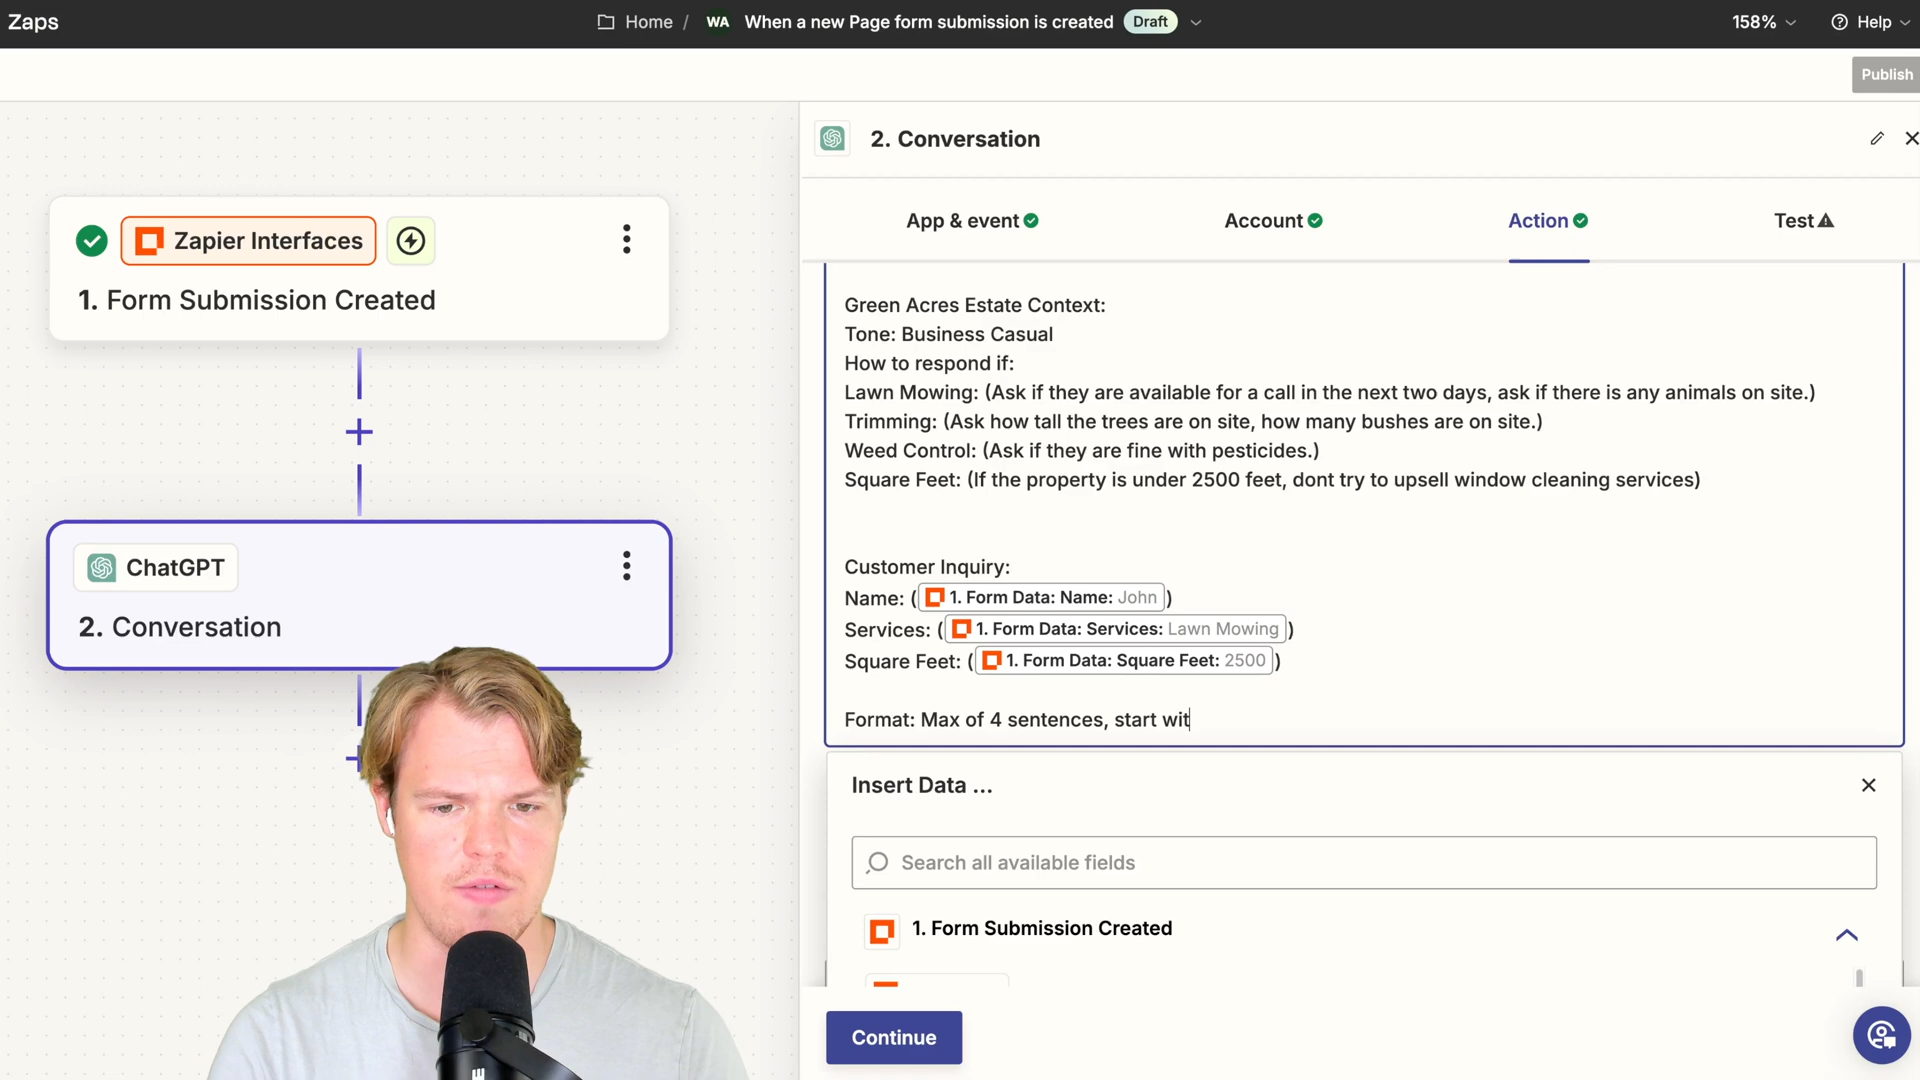 Zaps
Home / WA When a new Page form submission is created Draft
158%
Help
Publish
Zapier Interfaces
1. Form Submission Created
ChatGPT
2. Conversation
2. Conversation
App & event
Account
Action
Test
Green Acres Estate Context:
Tone: Business Casual
How to respond if:
Lawn Mowing: (Ask if they are available for a call in the next two days, ask if there is any animals on site.)
Trimming: (Ask how tall the trees are on site, how many bushes are on site.)
Weed Control: (Ask if they are fine with pesticides.)
Square Feet: (If the property is under 2500 feet, dont try to upsell window cleaning services)
Customer Inquiry:
Name: ( 1. Form Data: Name: John )
Services: ( 1. Form Data: Services: Lawn Mowing )
Square Feet: ( 1. Form Data: Square Feet: 2500 )
Format: Max of 4 sentences, start wit
Insert Data ...
Search all available fields
1. Form Submission Created
Continue